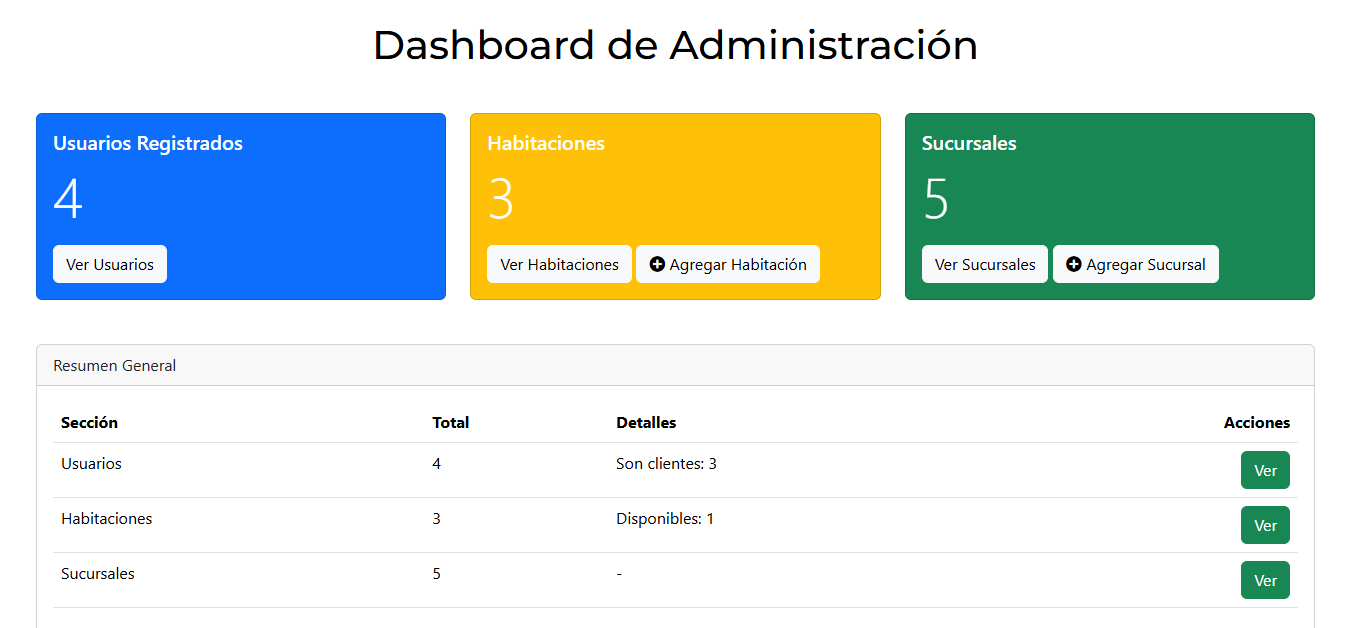 Dashboard de Administración
Usuarios Registrados
4
Ver Usuarios
Habitaciones
3
Ver Habitaciones Agregar Habitación
Sucursales
5
Ver Sucursales Agregar Sucursal
Resumen General
Sección Total Detalles Acciones
Usuarios 4 Son clientes: 3 Ver
Habitaciones 3 Disponibles: 1 Ver
Sucursales 5 - Ver